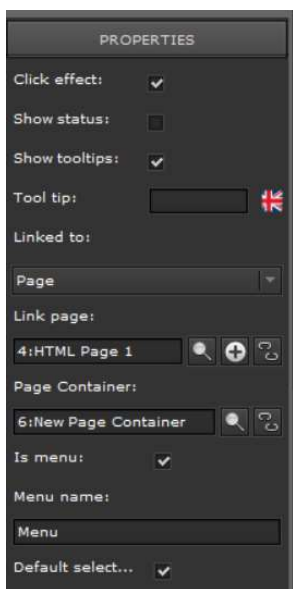 PROPERTIES
Click effect:
Show status:
Show tooltips:
Tool tip:
Linked to:
Page
Link page:
4:HTML Page 1
Page Container:
6:New Page Container
Is menu:
Menu name:
Menu
Default select...